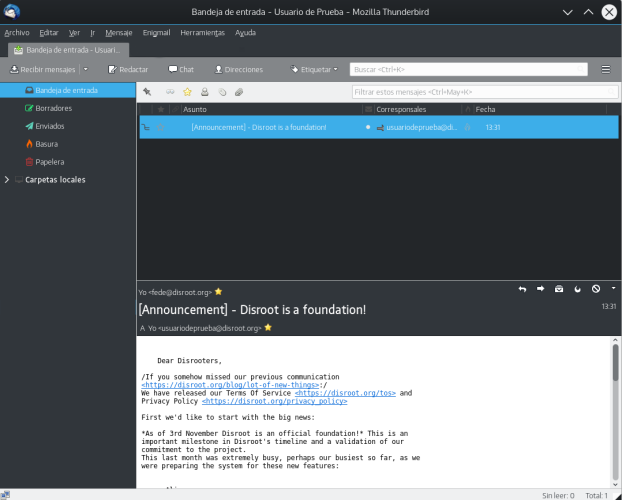 Bandeja de entrada - Usuario de Prueba - Mozilla Thunderbird
Archivo Editar Ver Ir Mensaje Enigmail Herramientas Ayuda
Bandeja de entrada - Usuari...
Recibir mensajes Redactar Chat Direcciones Etiquetar Buscar <Ctrl+K>
Bandeja de entrada
Borradores
Enviados
Basura
Papelera
Carpetas locales
Filtrar estos mensajes <Ctrl+May+K>
Asunto Corresponsales Fecha
[Announcement] - Disroot is a foundation! usuariodeprueba@di... 13:31
Yo <fede@disroot.org>
[Announcement] - Disroot is a foundation! 13:31
A Yo <usuariodeprueba@disroot.org>
Dear Disrooters,
/If you somehow missed our previous communication
<https://disroot.org/blog/lot-of-new-things>:/
We have released our Terms Of Service <https://disroot.org/tos> and
Privacy Policy <https://disroot.org/privacy_policy>
First we'd like to start with the big news:
*As of 3rd November Disroot is an official foundation!* This is an
important milestone in Disroot's timeline and a validation of our
commitment to the project.
This last month was extremely busy, perhaps our busiest so far, as we
were preparing the system for these new features:
Sin leer: 0 Total: 1